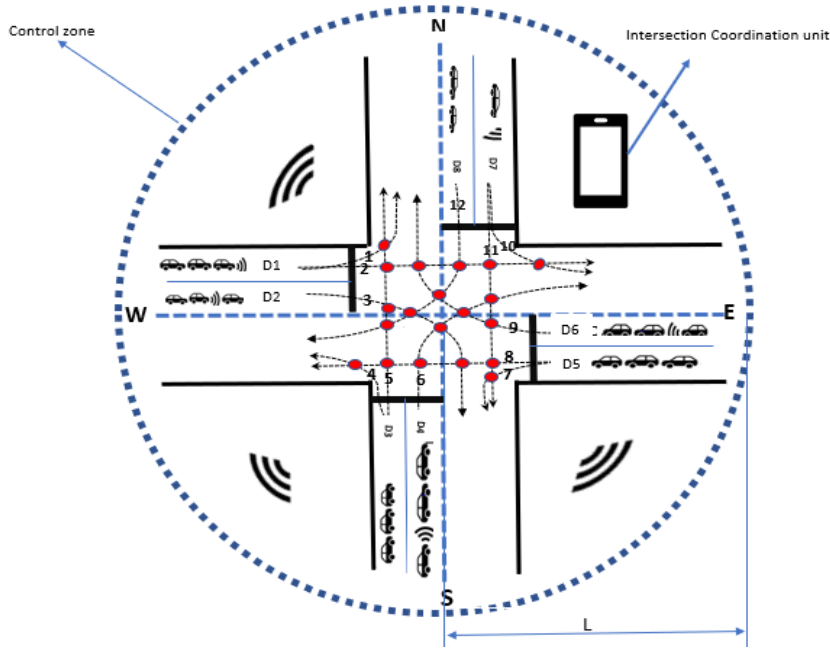 N
Control zone
Intersection Coordination unit
D8
D7
12
11
10
1
D1
2
D2
3
W
E
9
D6
8
D5
7
4
5
6
D3
D4
S
L